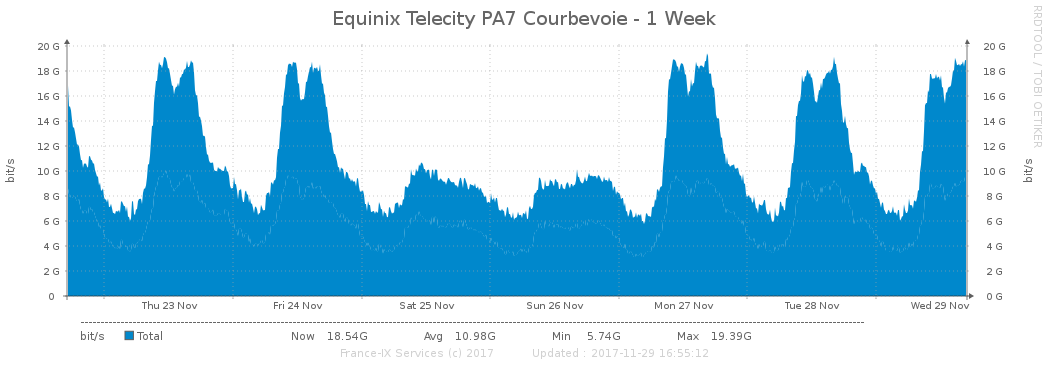 Equinix Telecity PA7 Courbevoie - 1 Week
RRDTOOL / TOBI OETIKER
bit/s
20 G 20 G
18 G 18 G
16 G 16 G
14 G 14 G
12 G 12 G
10 G 10 G
8 G 8 G
6 G 6 G
4 G 4 G
2 G 2 G
0 0 G
bit/s
Thu 23 Nov Fri 24 Nov Sat 25 Nov Sun 26 Nov Mon 27 Nov Tue 28 Nov Wed 29 Nov
bit/s Total Now 18.54G Avg 10.98G Min 5.74G Max 19.39G
France-IX Services (c) 2017 Updated : 2017-11-29 16:55:12